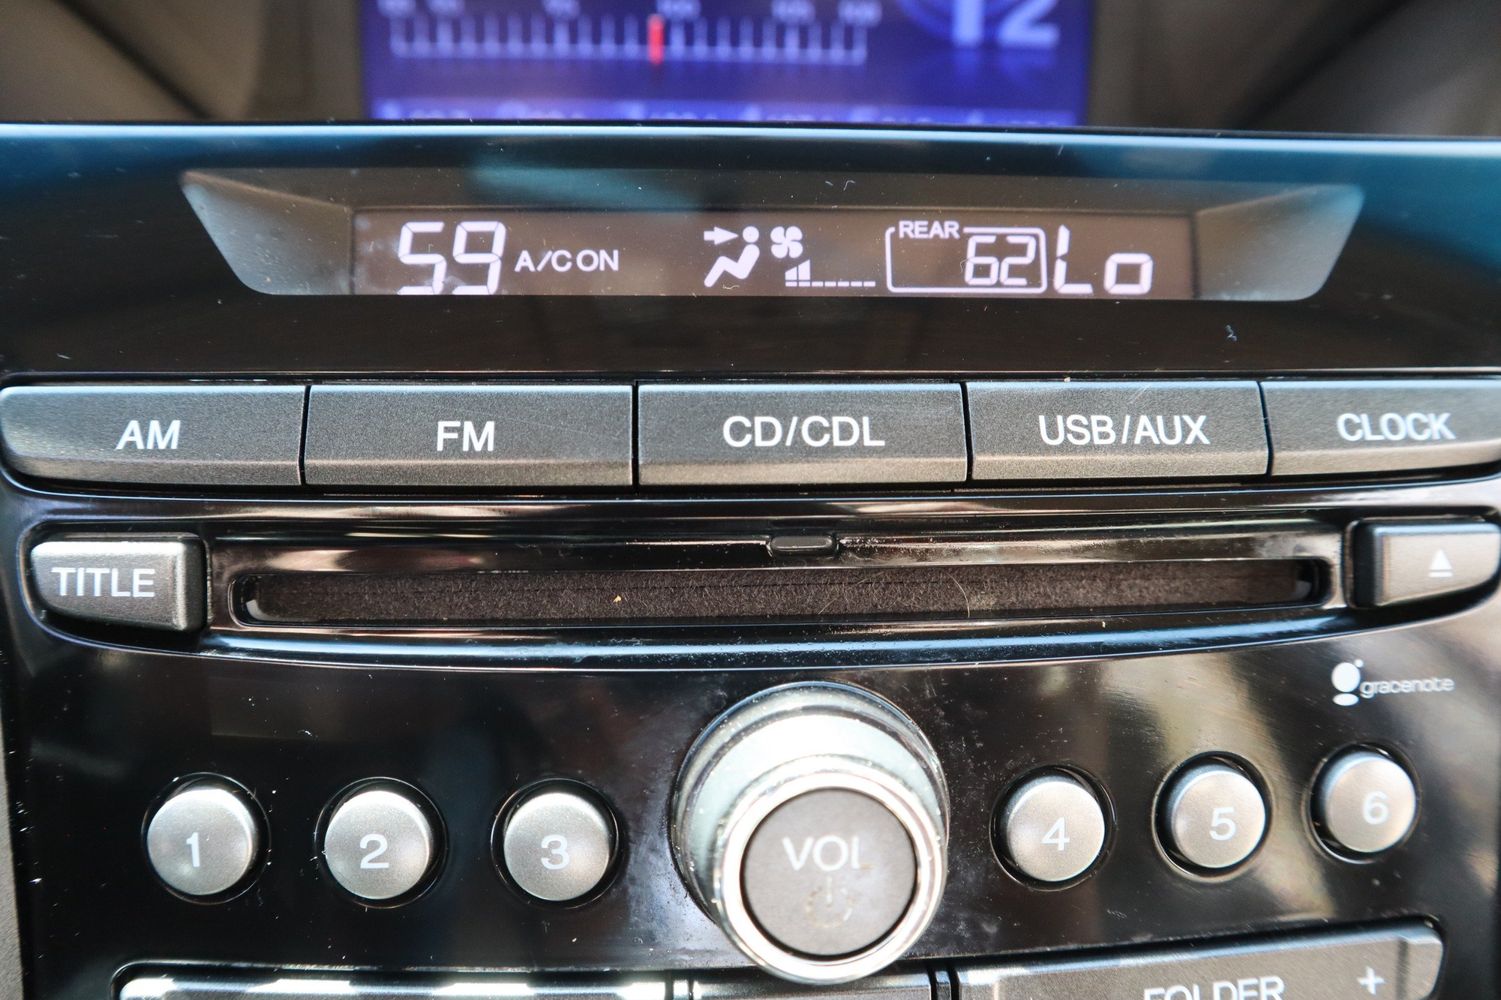 12
59 A/C ON REAR 62 Lo
AM FM CD/CDL USB/AUX CLOCK
TITLE
gracenote
1 2 3 VOL 4 5 6
FOLDER +